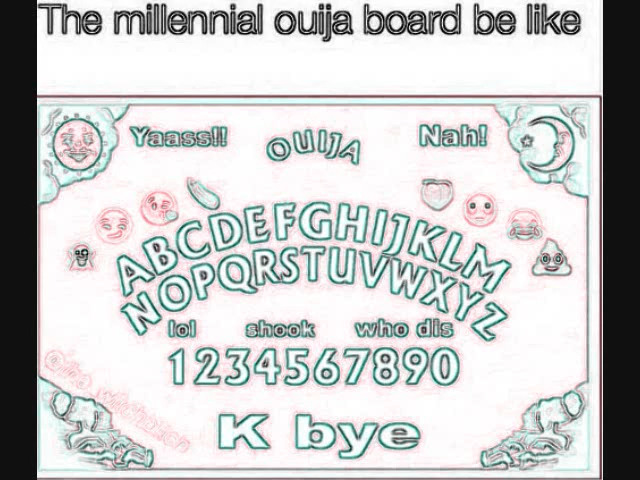 The millennial ouija board be like
Yaass!! OUIJA Nah!
ABCDEFGHIJKLM
NOPQRSTUVWXYZ
lol shook who dis
1234567890
K bye